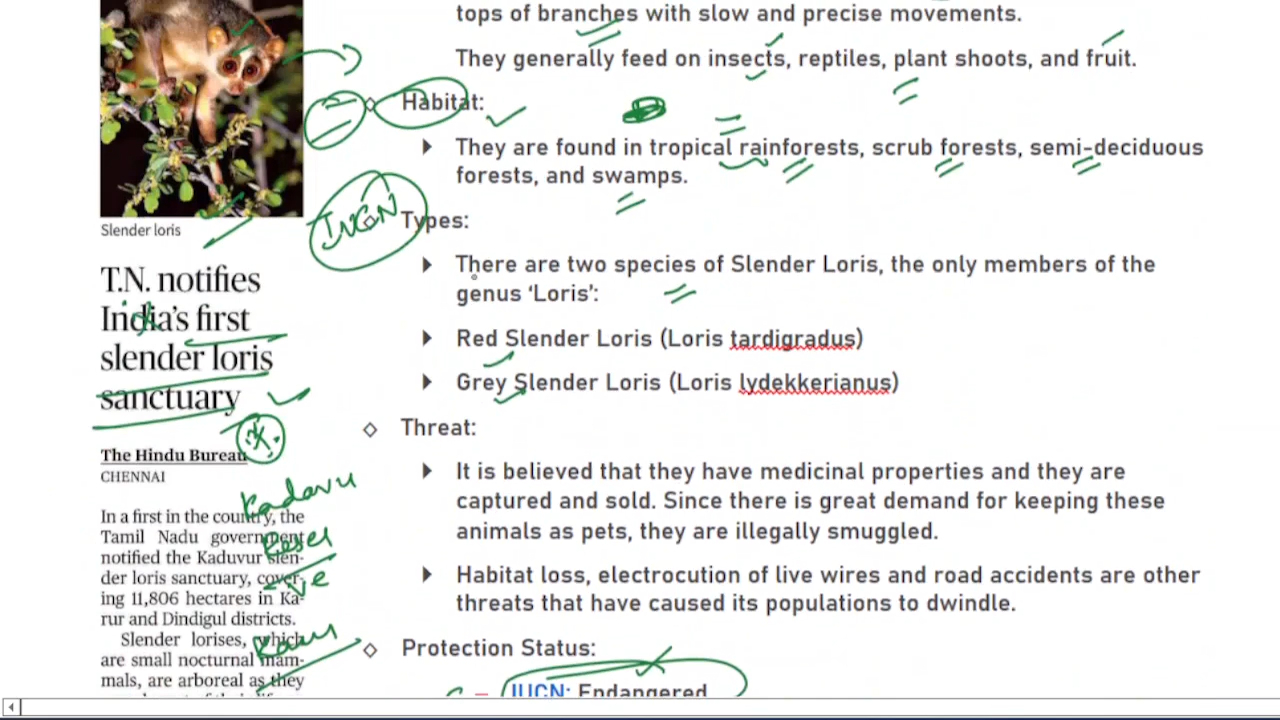 tops of branches with slow and precise movements.
They generally feed on insects, reptiles, plant shoots, and fruit.
Habitat:
They are found in tropical rainforests, scrub forests, semi-deciduous
forests, and swamps.
IUCN
Types:
There are two species of Slender Loris, the only members of the
genus ‘Loris’:
Red Slender Loris (Loris tardigradus)
Grey Slender Loris (Loris lydekkerianus)
Threat:
It is believed that they have medicinal properties and they are
captured and sold. Since there is great demand for keeping these
animals as pets, they are illegally smuggled.
Habitat loss, electrocution of live wires and road accidents are other
threats that have caused its populations to dwindle.
Protection Status:
IUCN: Endangered
Slender loris
T.N. notifies
India’s first
slender loris
sanctuary
The Hindu Bureau
CHENNAI
Kadavu
In a first in the country, the
Tamil Nadu government
notified the Kaduvur slen-
der loris sanctuary, cover-
ing 11,806 hectares in Ka-
rur and Dindigul districts.
Slender lorises, which
are small nocturnal mam-
mals, are arboreal as they